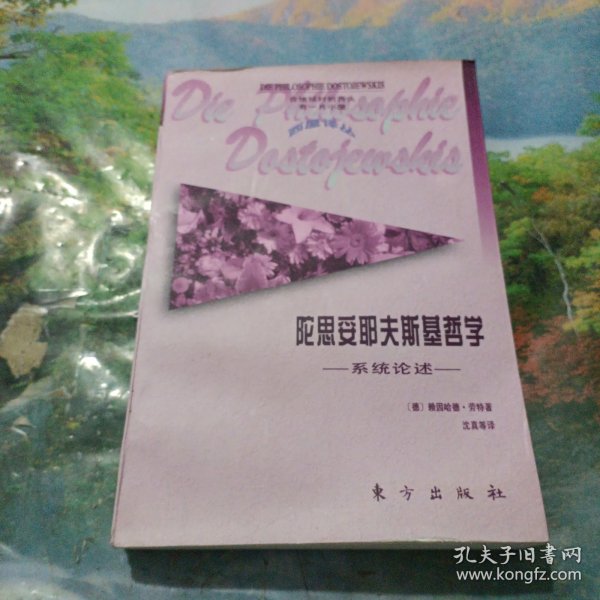 DIE PHILOSOPHIE DOSTOJEWSKIS
Die Philosophie
Dostojewskis
陀思妥耶夫斯基哲学
—系统论述—
〔德〕赖因哈德·劳特著
沈真等译
東方出版社
孔夫子旧书网
www.kongfz.com